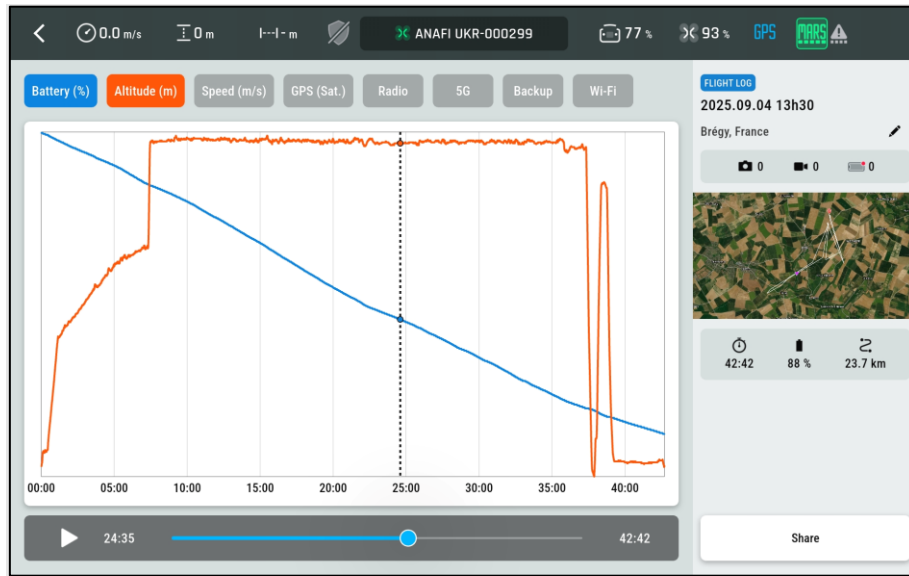 0.0 m/s
0 m
- m
ANAFI UKR-000299
77 %
93 %
GPS
MARS
Battery (%)
Altitude (m)
Speed (m/s)
GPS (Sat.)
Radio
5G
Backup
Wi-Fi
00:00
05:00
10:00
15:00
20:00
25:00
30:00
35:00
40:00
24:35
42:42
FLIGHT LOG
2025.09.04 13h30
Brégy, France
0
0
0
42:42
88 %
23.7 km
Share